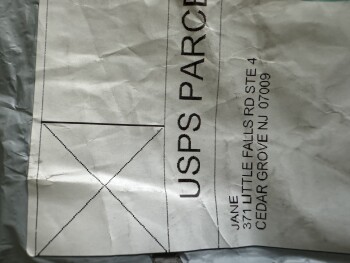 USPS PARCE
JANE
371 LITTLE FALLS RD STE 4
CEDAR GROVE NJ 07009